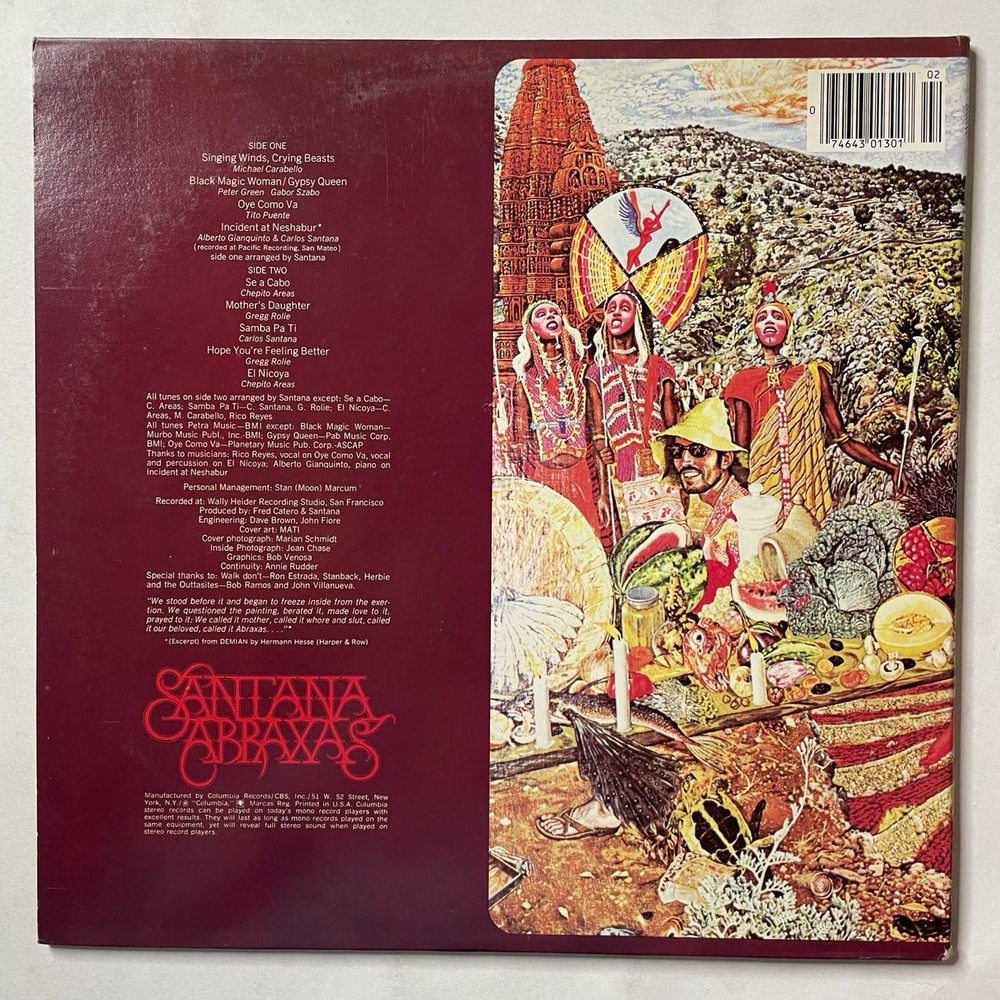 SIDE ONE
Singing Winds, Crying Beasts
Michael Carabello
Black Magic Woman/Gypsy Queen
Peter Green Gabor Szabo
Oye Como Va
Tito Puente
Incident at Neshabur*
Alberto Gianquinto & Carlos Santana
(recorded at Pacific Recording, San Mateo)
side one arranged by Santana
SIDE TWO
Se a Cabo
Chepito Areas
Mother's Daughter
Gregg Rolie
Samba Pa Ti
Carlos Santana
Hope You're Feeling Better
Gregg Rolie
El Nicoya
Chepito Areas
All tunes on side two arranged by Santana except: Se a Cabo—
C. Areas; Samba Pa Ti—C. Santana, G. Rolie; El Nicoya—C.
Areas, M. Carabello, Rico Reyes
All tunes Petra Music—BMI except: Black Magic Woman—
Murbo Music Publ., Inc.-BMI; Gypsy Queen—Pab Music Corp.
BMI; Oye Como Va—Planetary Music Pub. Corp.-ASCAP
Thanks to musicians: Rico Reyes, vocal on Oye Como Va, vocal
and percussion on El Nicoya; Alberto Gianquinto, piano on
Incident at Neshabur
Personal Management: Stan (Moon) Marcum
Recorded at: Wally Heider Recording Studio, San Francisco
Produced by: Fred Catero & Santana
Engineering: Dave Brown, John Fiore
Cover art: MATI
Cover photograph: Marian Schmidt
Inside Photograph: Joan Chase
Graphics: Bob Venosa
Continuity: Annie Rudder
Special thanks to: Walk don't—Ron Estrada, Stanback, Herbie
and the Outtasites—Bob Ramos and John Villanueva.
"We stood before it and began to freeze inside from the exer-
tion. We questioned the painting, berated it, made love to it,
prayed to it: We called it mother, called it whore and slut, called
it our beloved, called it Abraxas. . . ."*
*(Excerpt) from DEMIAN by Hermann Hesse (Harper & Row)
SANTANA
ABRAXAS
Manufactured by Columbia Records/CBS, Inc./51 W. 52 Street, New
York, N.Y./® "Columbia," Marcas Reg. Printed in U.S.A. Columbia
stereo records can be played on today's mono record players with
excellent results. They will last as long as mono records played on the
same equipment, yet will reveal full stereo sound when played on
stereo record players.
02
0
74643 01301